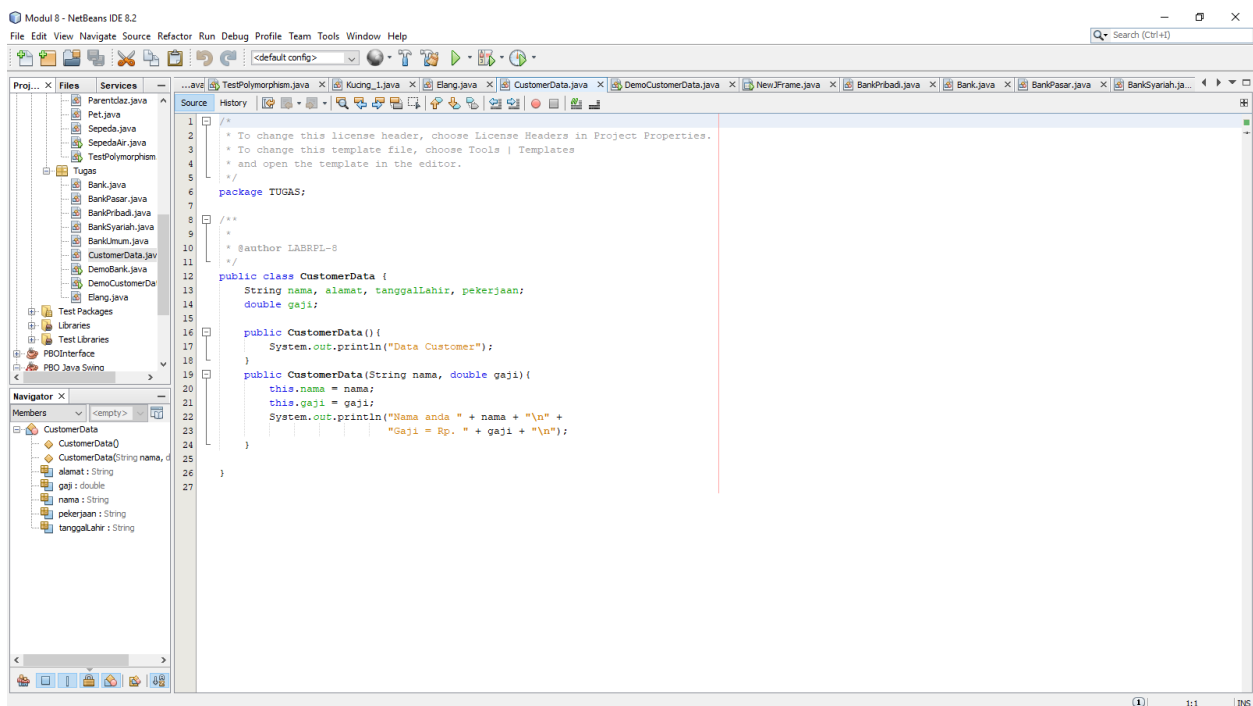 Modul 8 - NetBeans IDE 8.2
File Edit View Navigate Source Refactor Run Debug Profile Team Tools Window Help
Search (Ctrl+I)
<default config>
Proj... Files Services
...ava TestPolymorphism.java Kucing_1.java Elang.java CustomerData.java DemoCustomerData.java NewJFrame.java BankPribadi.java Bank.java BankPasar.java BankSyariah.ja...
Parentclaz.java
Pet.java
Sepeda.java
SepedaAir.java
TestPolymorphism
Tugas
Bank.java
BankPasar.java
BankPribadi.java
BankSyariah.java
BankUmum.java
CustomerData.jav
DemoBank.java
DemoCustomerDat
Elang.java
Test Packages
Libraries
Test Libraries
PBOInterface
PBO Java Swing
Navigator
Members <empty>
CustomerData
CustomerData()
CustomerData(String nama, d
alamat : String
gaji : double
nama : String
pekerjaan : String
tanggalLahir : String
Source History
1 /*
2 * To change this license header, choose License Headers in Project Properties.
3 * To change this template file, choose Tools | Templates
4 * and open the template in the editor.
5 */
6 package TUGAS;
7
8 /**
9 *
10 * @author LABRPL-8
11 */
12 public class CustomerData {
13 String nama, alamat, tanggalLahir, pekerjaan;
14 double gaji;
15
16 public CustomerData(){
17 System.out.println("Data Customer");
18 }
19 public CustomerData(String nama, double gaji){
20 this.nama = nama;
21 this.gaji = gaji;
22 System.out.println("Nama anda " + nama + "\n" +
23 "Gaji = Rp. " + gaji + "\n");
24 }
25
26 }
27
1 1:1 INS